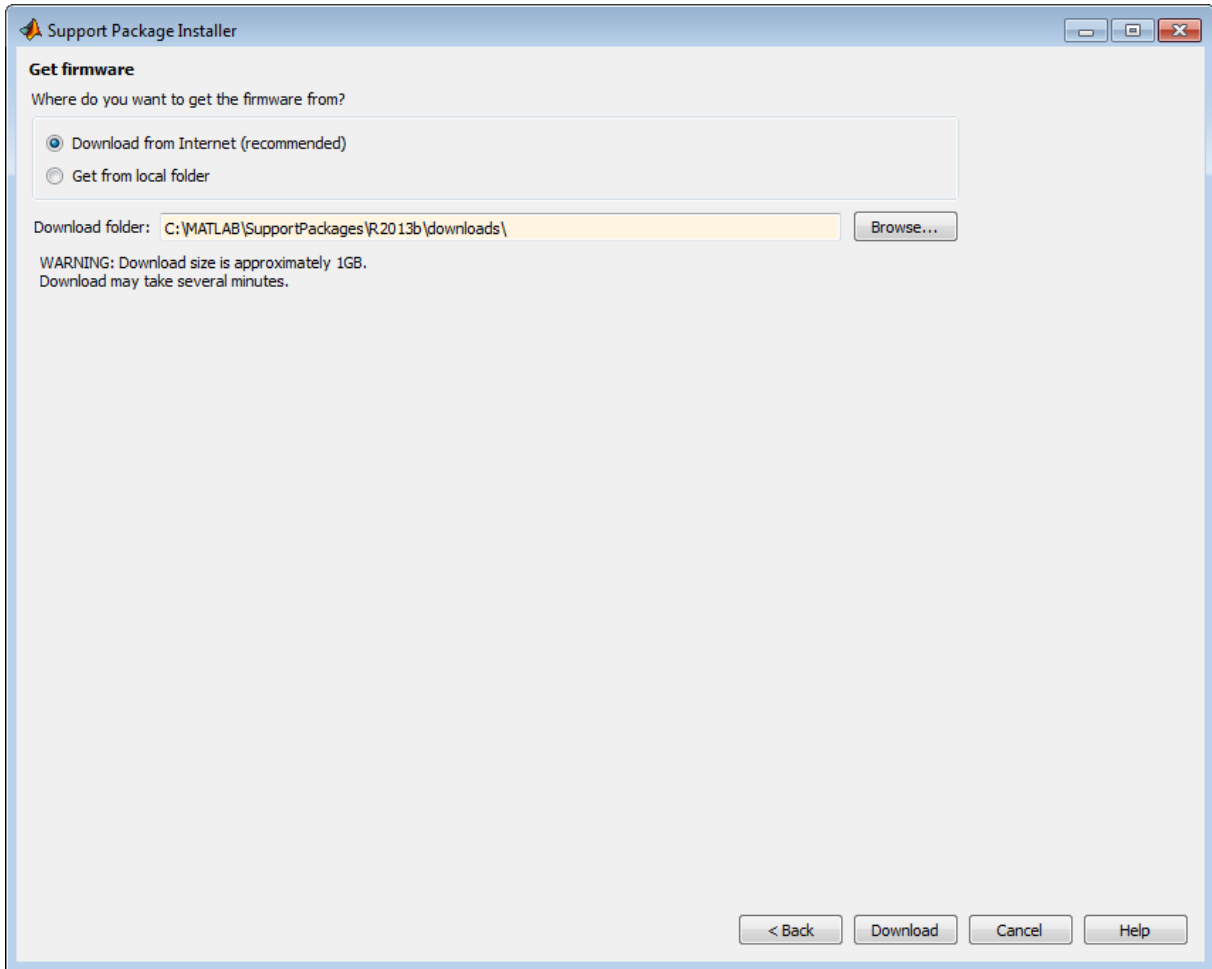 Support Package Installer
Get firmware
Where do you want to get the firmware from?
Download from Internet (recommended)
Get from local folder
Download folder: C:\MATLAB\SupportPackages\R2013b\downloads\ Browse...
WARNING: Download size is approximately 1GB.
Download may take several minutes.
< Back Download Cancel Help